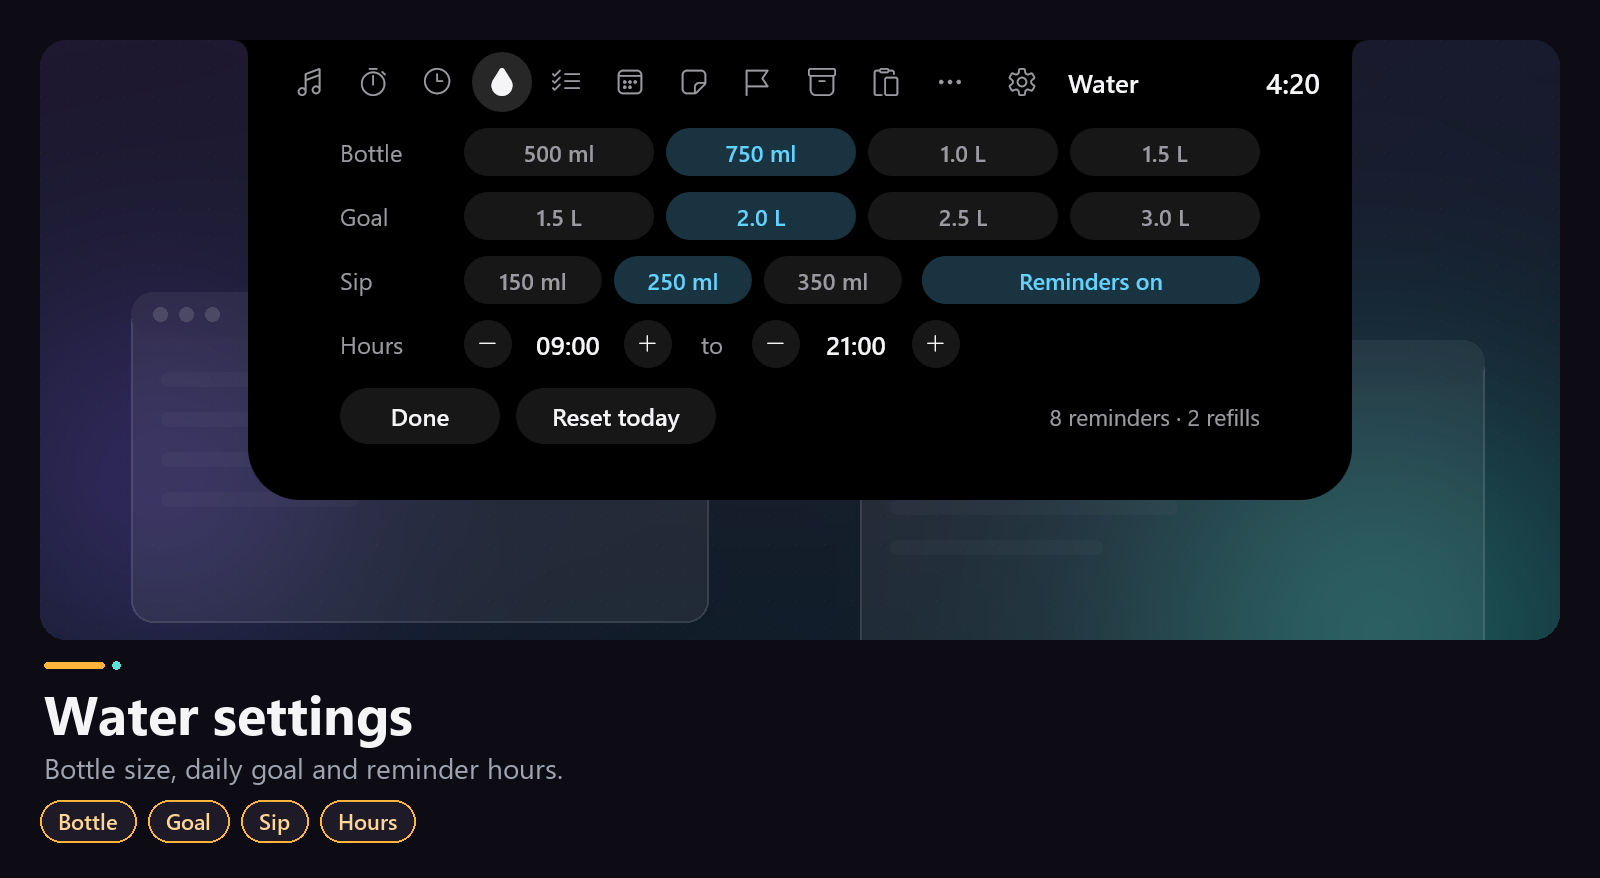 Water 4:20
Bottle 500 ml 750 ml 1.0 L 1.5 L
Goal 1.5 L 2.0 L 2.5 L 3.0 L
Sip 150 ml 250 ml 350 ml Reminders on
Hours − 09:00 + to − 21:00 +
Done Reset today 8 reminders · 2 refills
Water settings
Bottle size, daily goal and reminder hours.
Bottle Goal Sip Hours